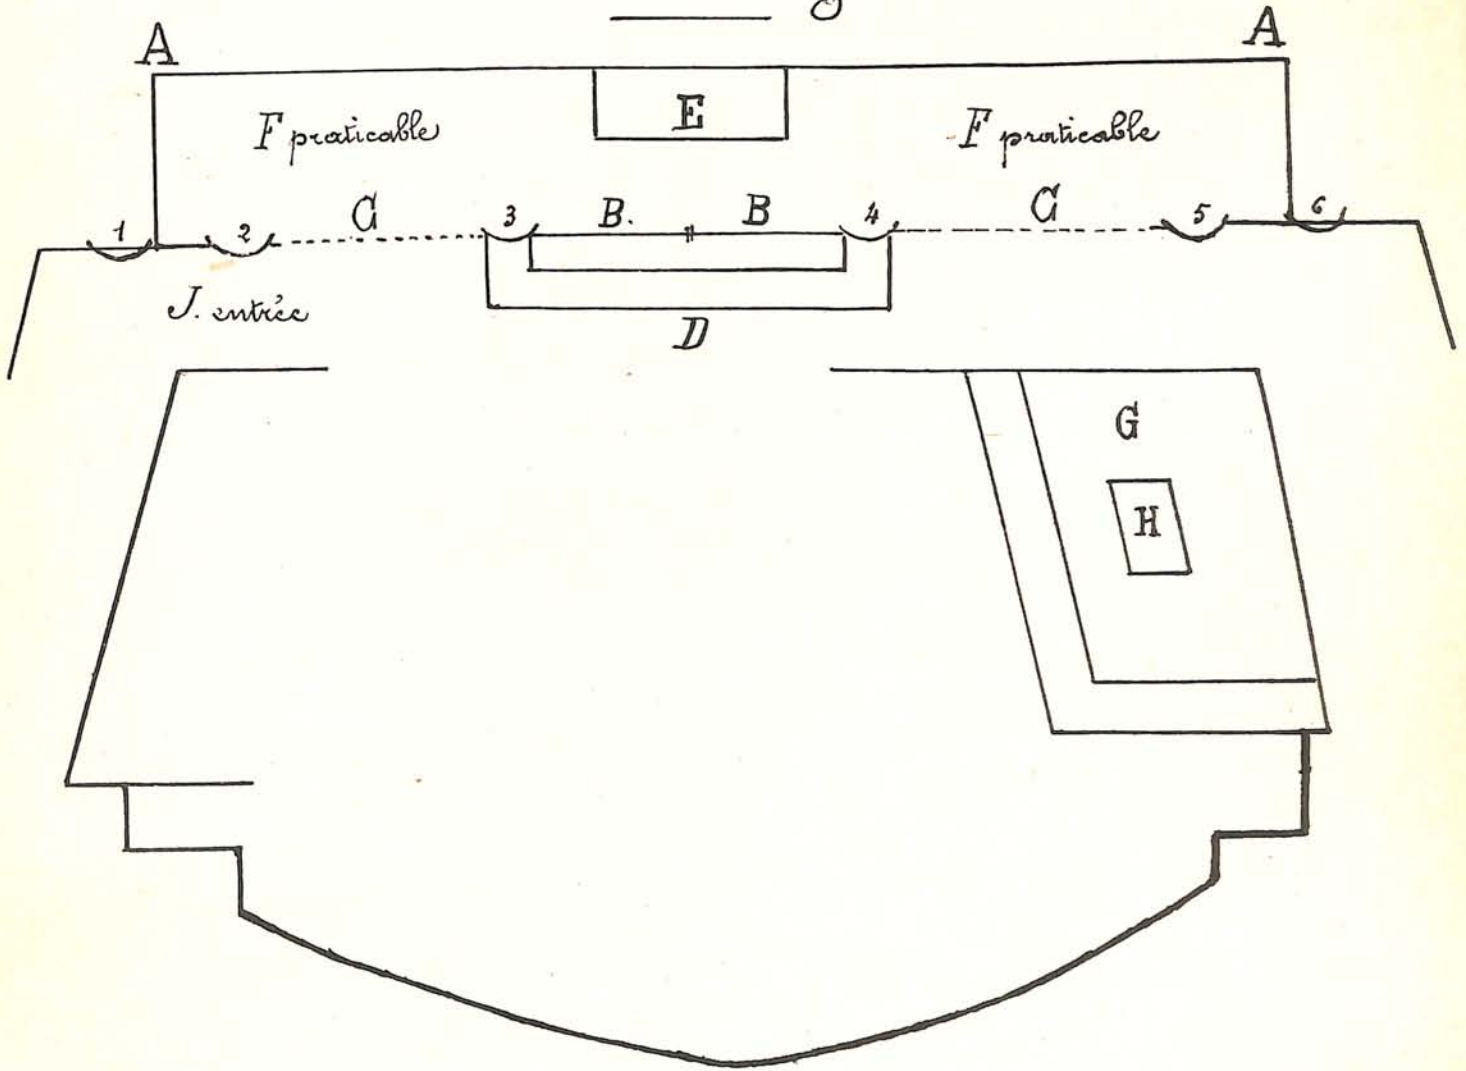 A A
F praticable E F praticable
1 2 C 3 B. B 4 C 5 6
J. entrée
D
G
H